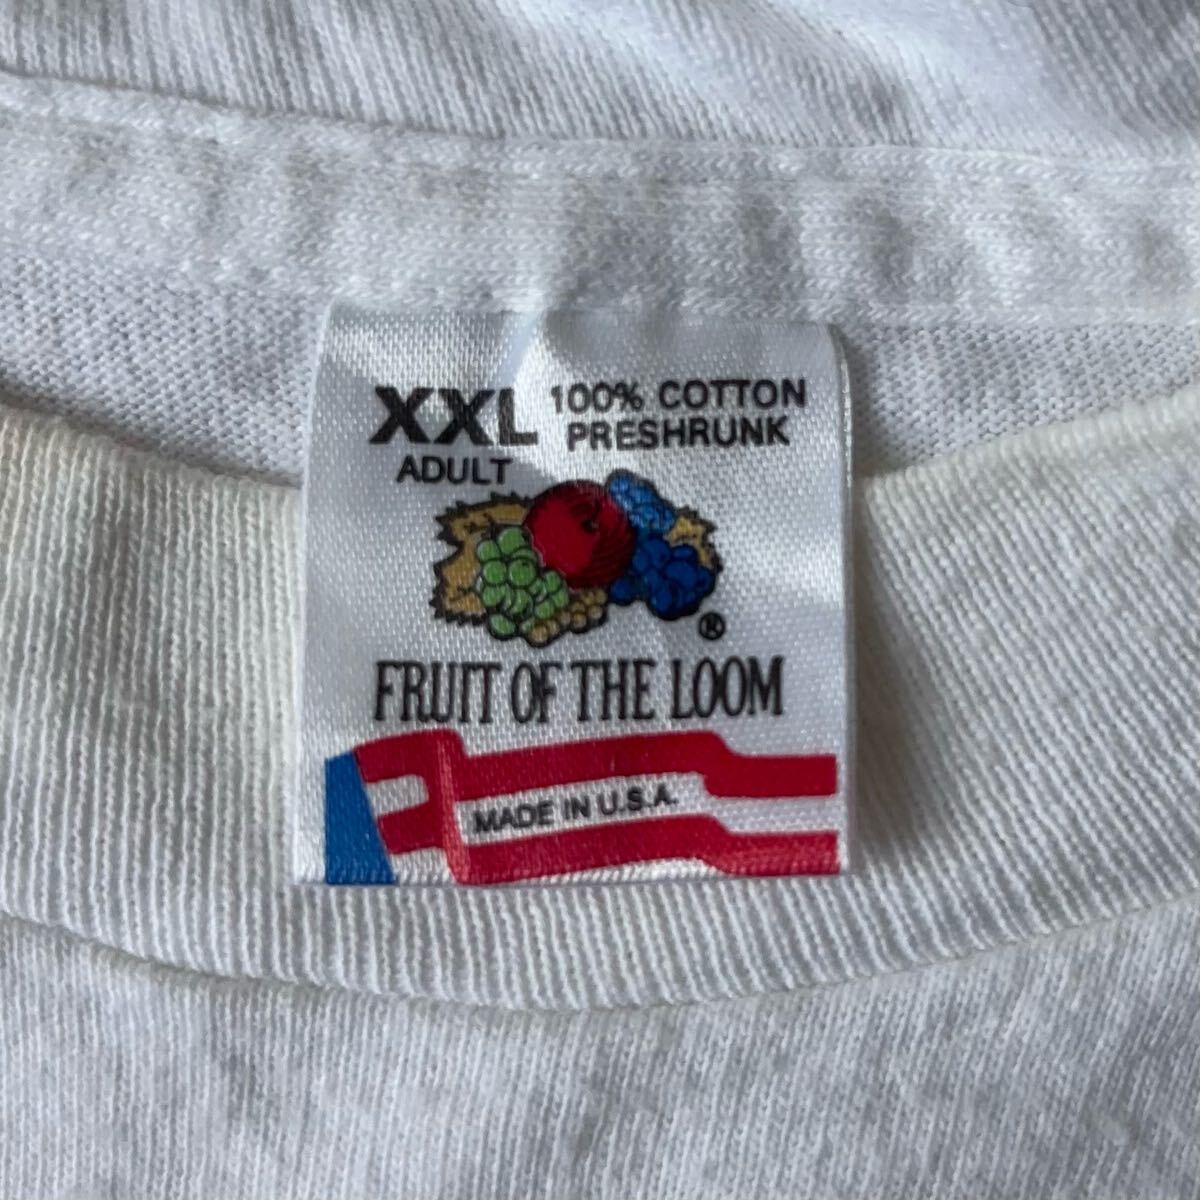 XXL 100% COTTON
ADULT PRESHRUNK
®
FRUIT OF THE LOOM
MADE IN U.S.A.